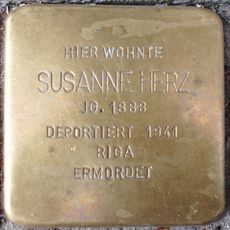 HIER WOHNTE
SUSANNE HERZ
JG. 1888
DEPORTIERT 1941
RIGA
ERMORDET